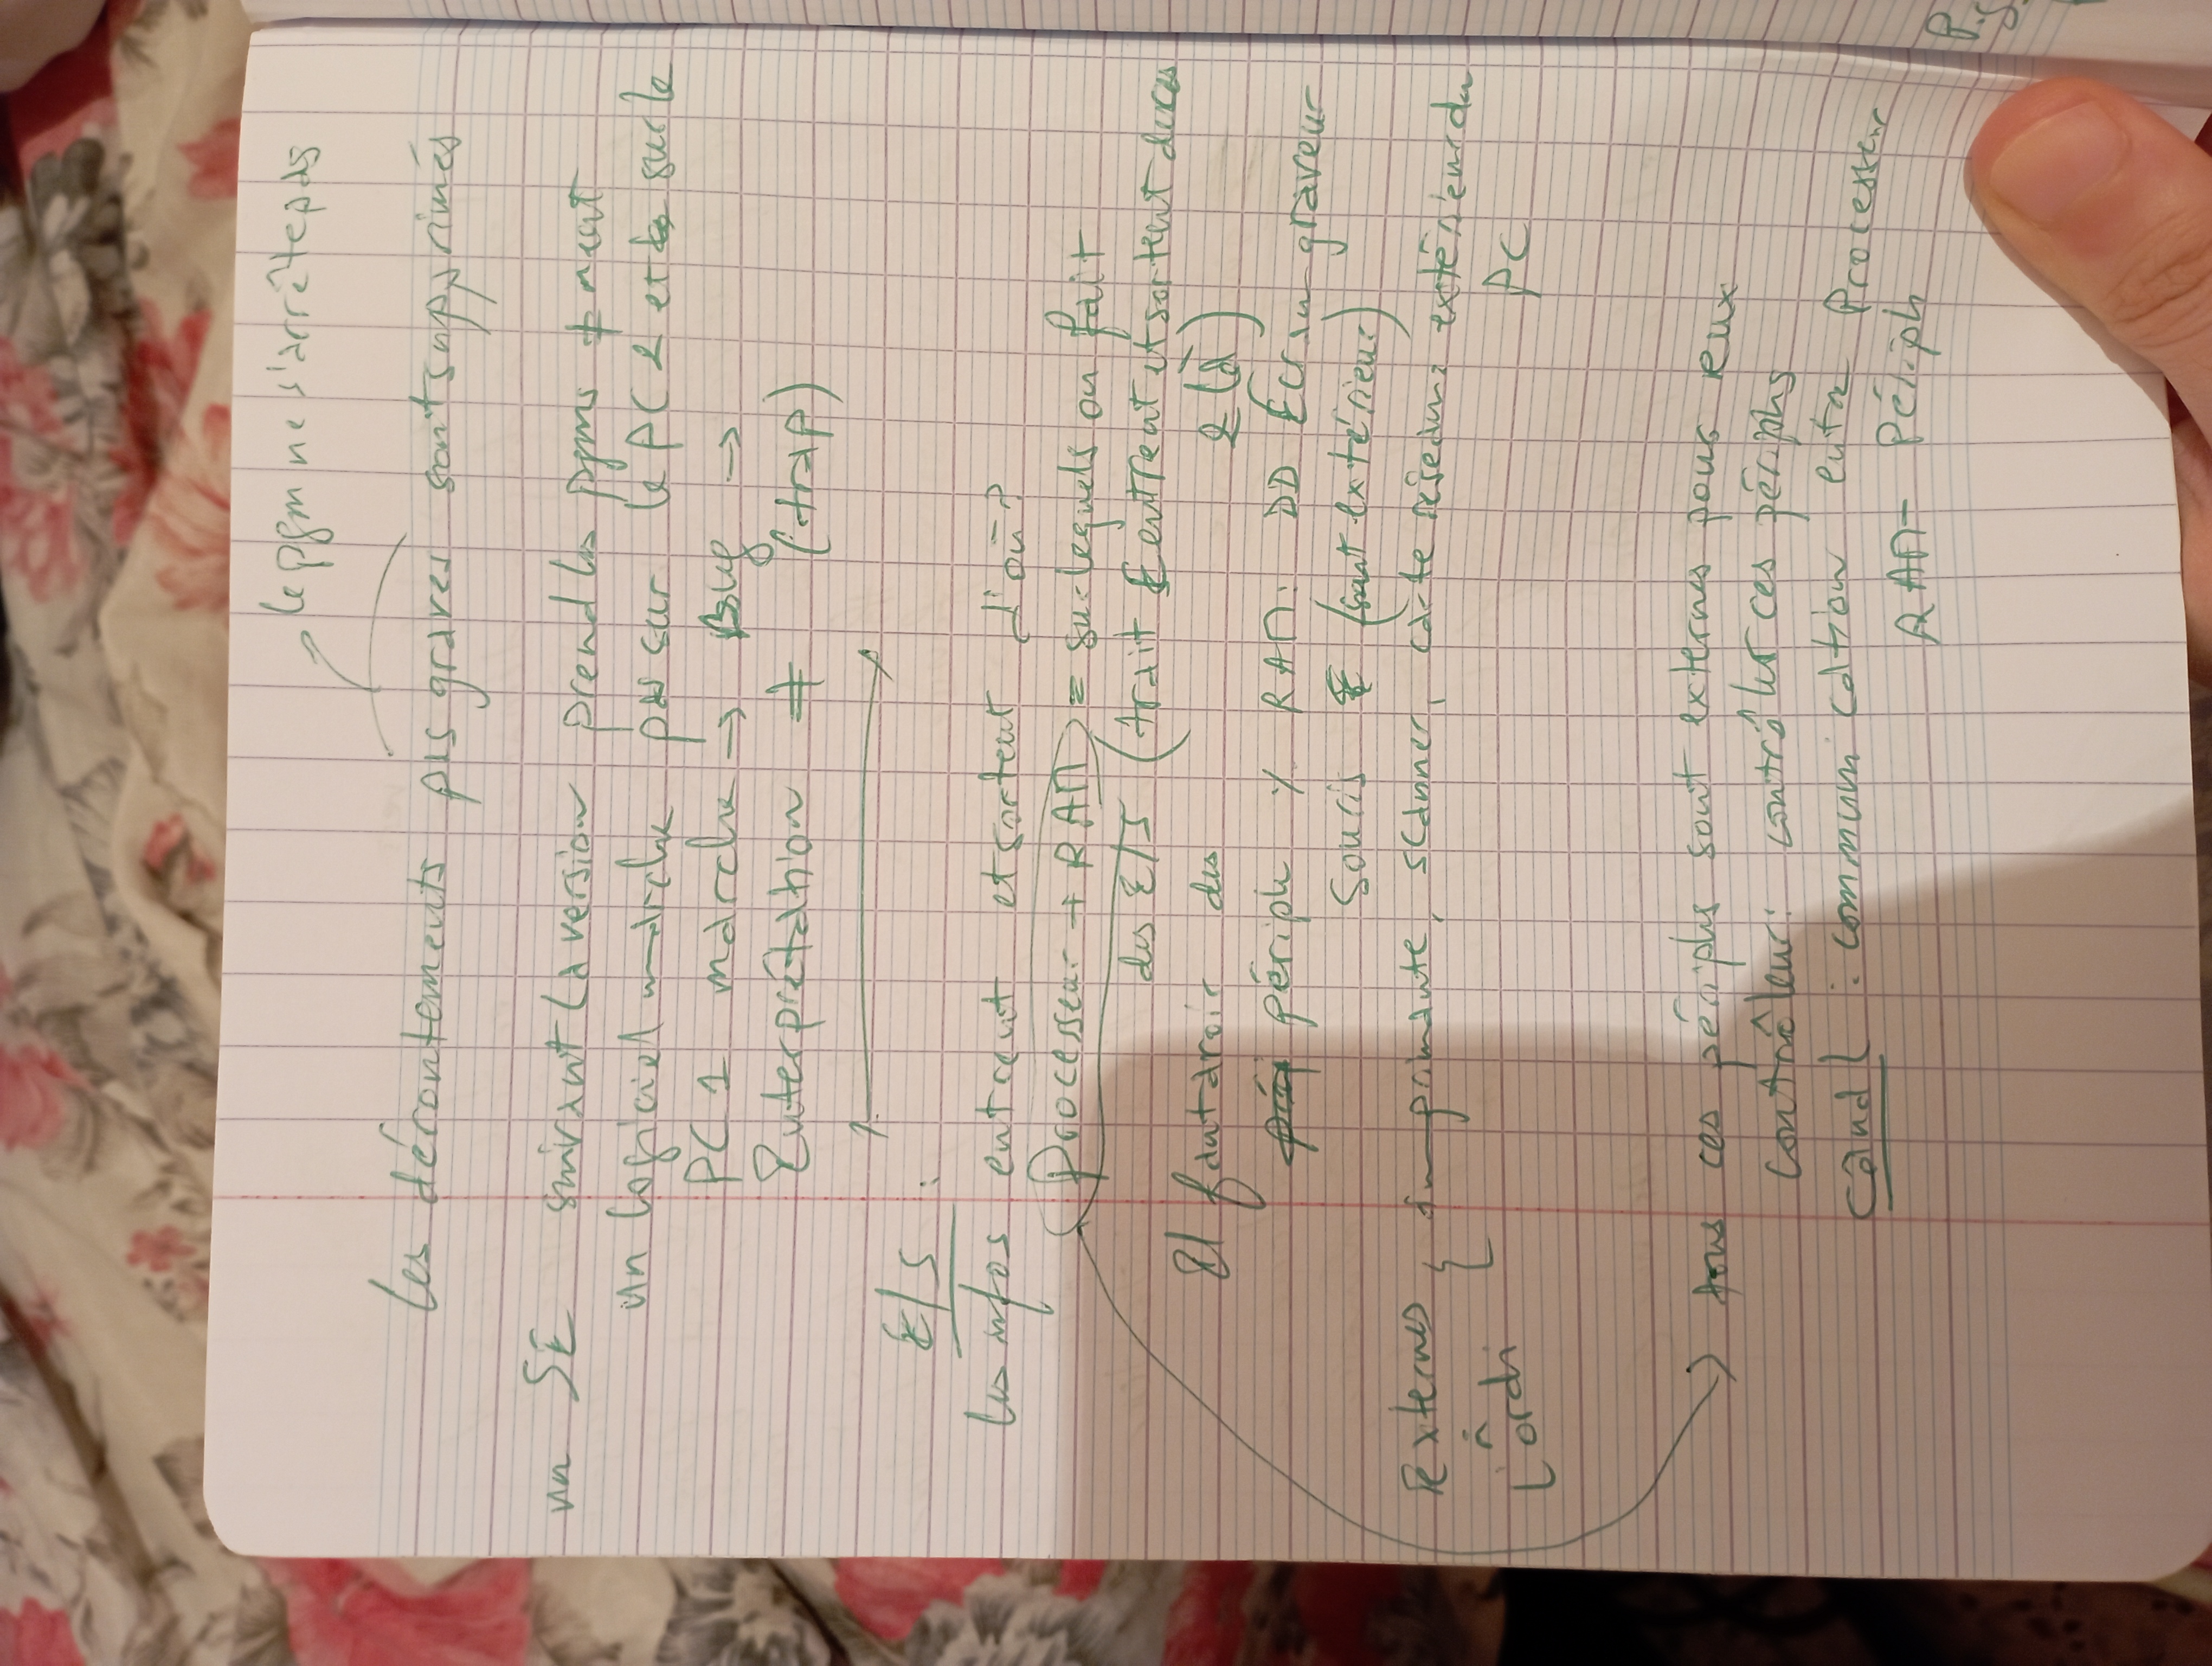 le pgm ne s'arrête pas
Les déroutements pas graves sont supprimés
un SE suivant la version prend les pgms ≠ ment
un logiciel marche pas sur le PC 2 et sur le
PC 1 marche → Bug →
Interprétation ≠ (trap)
E/S :
les infos entrent et sortent d'où?
Processeur + RAM = sur lequels on fait
des E/S (trait E entrent et sortent de ces
2 là)
Il faut avoir des
périph % RAM: DD Écran graveur
Souris (sont extérieur)
externes
à
l'ordi
imprimante, scanner, carte réseau: extérieur du
PC
→ tous ces périphs sont externes pour eux
contrôleur: contrôler ces périphs
canal : communication entre Processeur
RAM - Périph
P.S